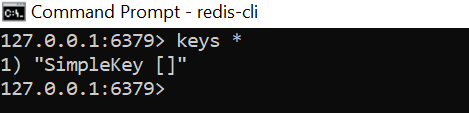 Command Prompt - redis-cli
127.0.0.1:6379> keys *
1) "SimpleKey []"
127.0.0.1:6379>